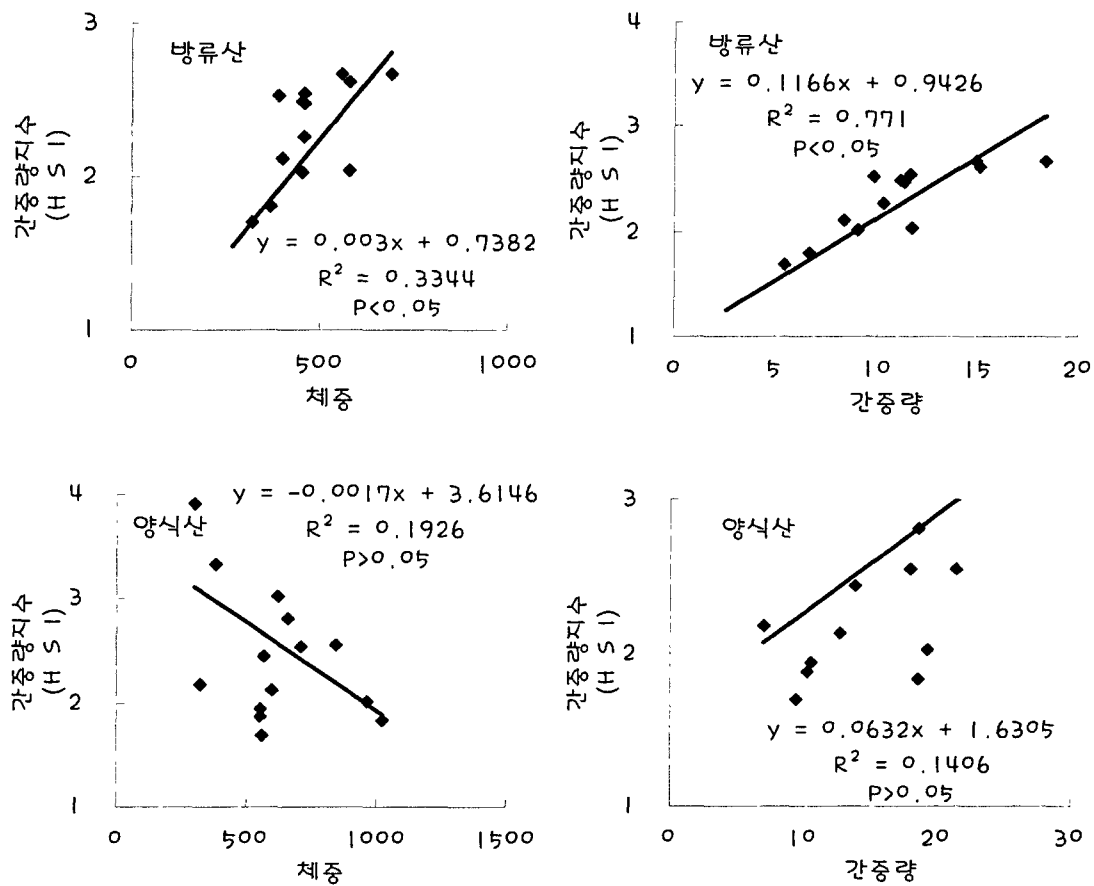 3
방류산
2
1
간중량지수
(H S I)
y = 0.003x + 0.7382
R² = 0.3344
P<0.05
0 500 1000
체중
4
방류산
y = 0.1166x + 0.9426
R² = 0.771
P<0.05
3
2
1
간중량지수
(H S I)
0 5 10 15 20
간중량
4
y = -0.0017x + 3.6146
양식산
R² = 0.1926
P>0.05
3
2
1
간중량지수
(H S I)
0 500 1000 1500
체중
3
양식산
2
1
간중량지수
(H S I)
y = 0.0632x + 1.6305
R² = 0.1406
P>0.05
0 10 20 30
간중량